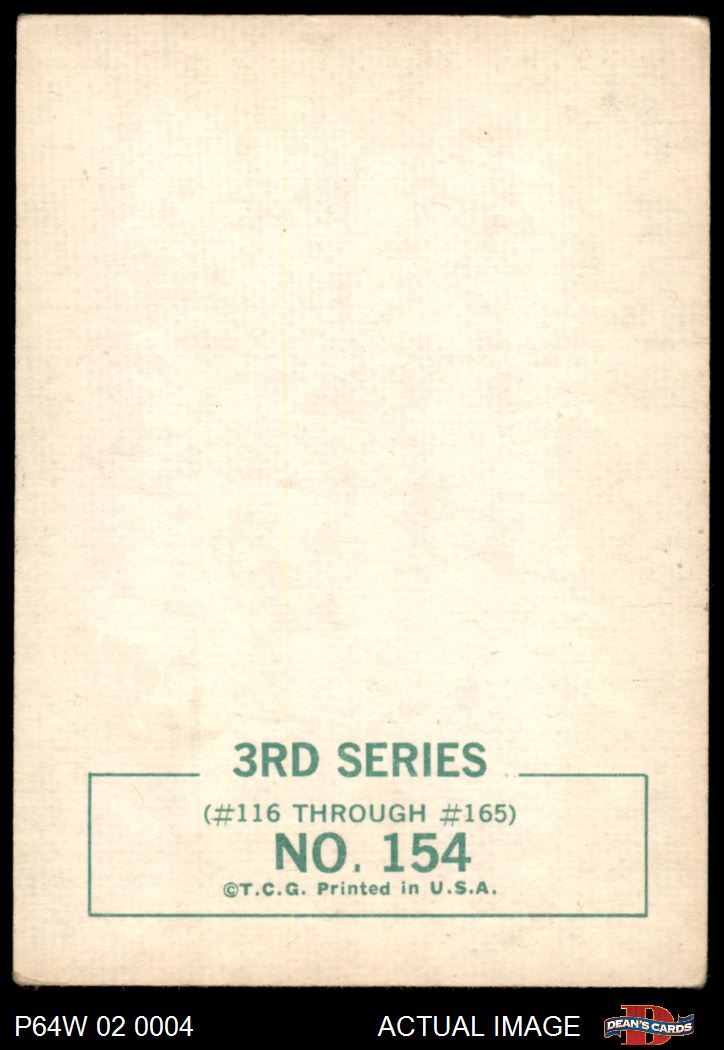 3RD SERIES
(#116 THROUGH #165)
NO. 154
©T.C.G. Printed in U.S.A.
P64W 02 0004 ACTUAL IMAGE D DEAN'S CARDS